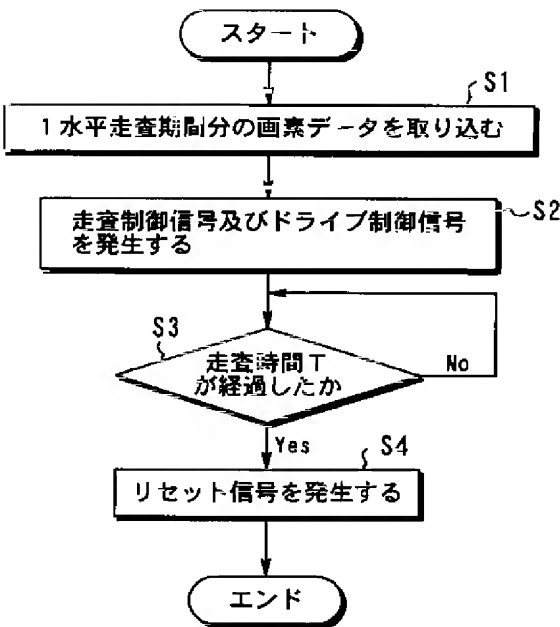 スタート
S1
1水平走査期間分の画素データを取り込む
S2
走査制御信号及びドライブ制御信号
を発生する
S3
走査時間T
が経過したか
No
Yes
S4
リセット信号を発生する
エンド